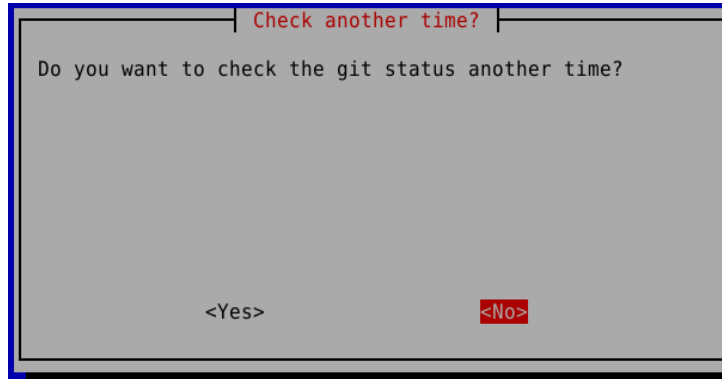 Check another time?
Do you want to check the git status another time?
<Yes> <No>